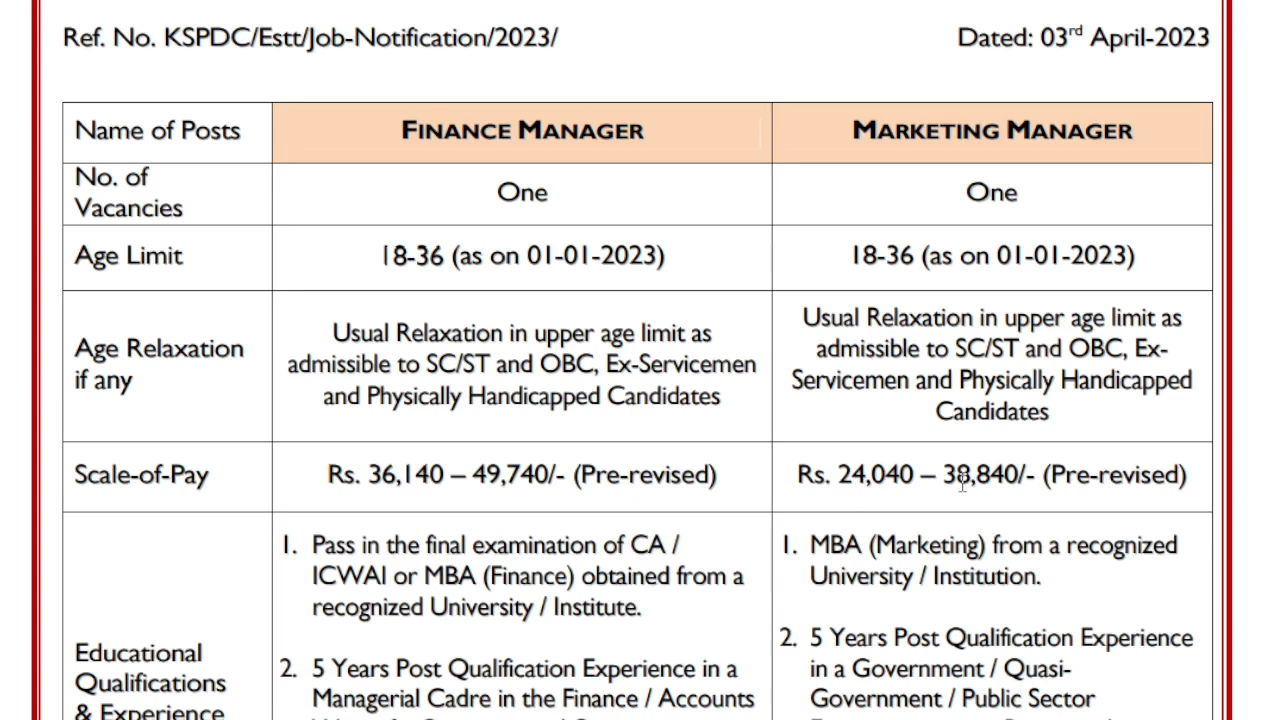 Ref. No. KSPDC/Estt/Job-Notification/2023/
Dated: 03rd April-2023
Name of Posts
FINANCE MANAGER
MARKETING MANAGER
No. of
Vacancies
One
One
Age Limit
18-36 (as on 01-01-2023)
18-36 (as on 01-01-2023)
Age Relaxation
if any
Usual Relaxation in upper age limit as
admissible to SC/ST and OBC, Ex-Servicemen
and Physically Handicapped Candidates
Usual Relaxation in upper age limit as
admissible to SC/ST and OBC, Ex-
Servicemen and Physically Handicapped
Candidates
Scale-of-Pay
Rs. 36,140 – 49,740/- (Pre-revised)
Rs. 24,040 – 38,840/- (Pre-revised)
Educational
Qualifications
& Experience
1. Pass in the final examination of CA /
ICWAI or MBA (Finance) obtained from a
recognized University / Institute.
2. 5 Years Post Qualification Experience in a
Managerial Cadre in the Finance / Accounts
1. MBA (Marketing) from a recognized
University / Institution.
2. 5 Years Post Qualification Experience
in a Government / Quasi-
Government / Public Sector